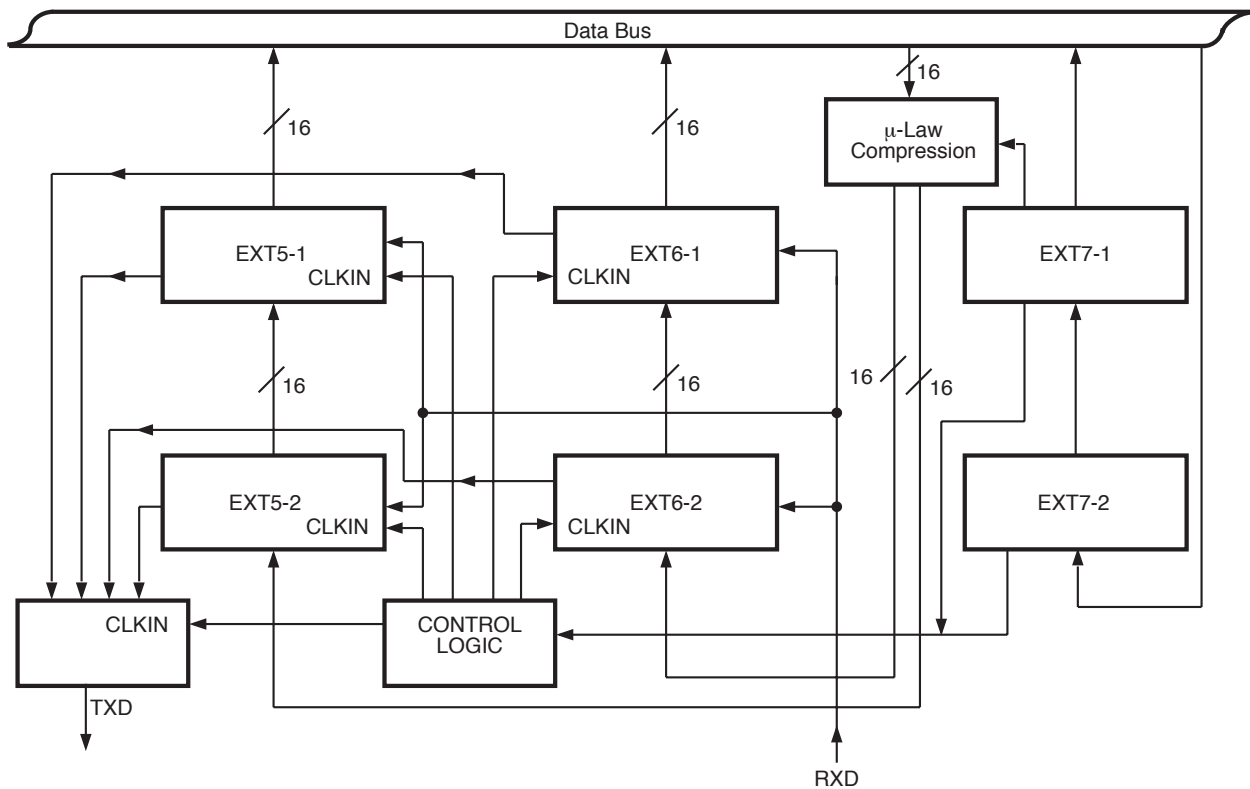 Data Bus
16
16
16
µ-Law
Compression
EXT5-1
CLKIN
EXT6-1
CLKIN
EXT7-1
16
16
16
16
EXT5-2
CLKIN
EXT6-2
CLKIN
EXT7-2
CLKIN
CONTROL
LOGIC
TXD
RXD